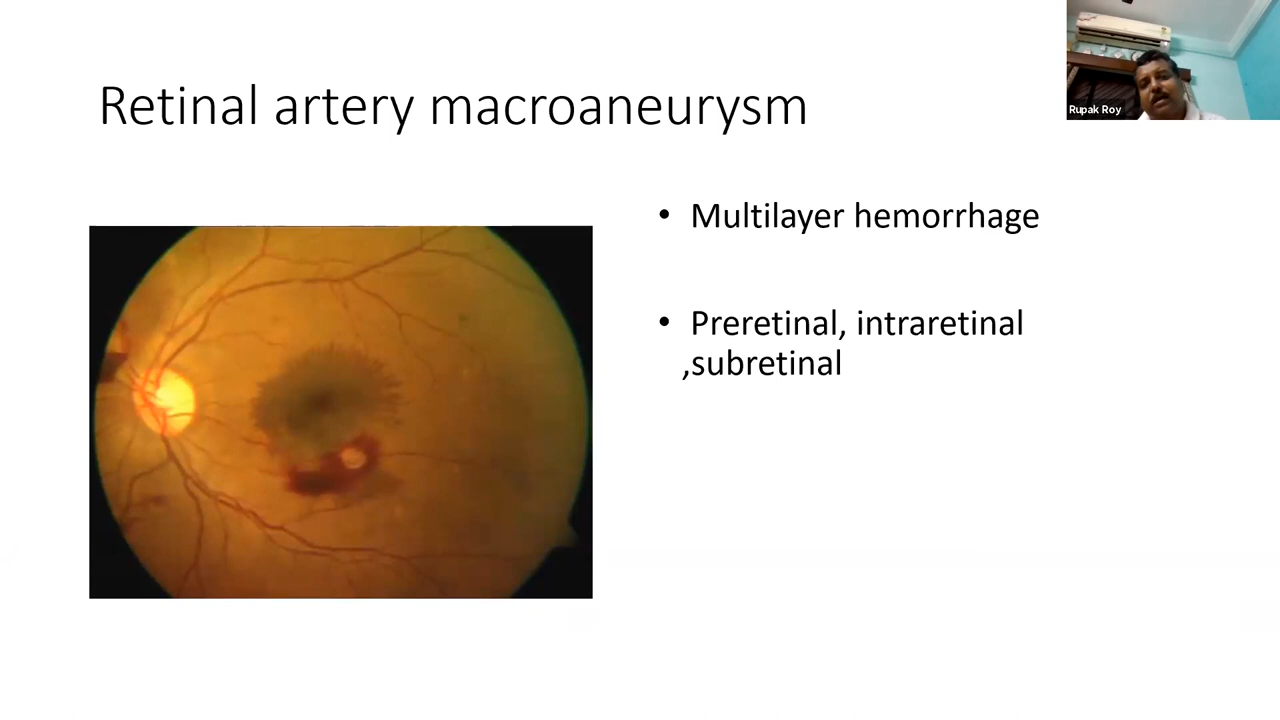 Retinal artery macroaneurysm
Rupak Roy
• Multilayer hemorrhage
• Preretinal, intraretinal
,subretinal